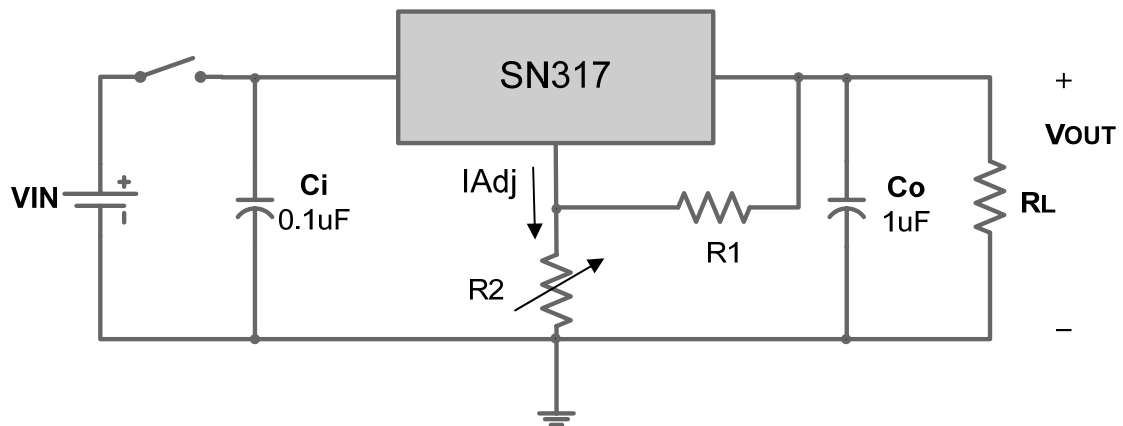 SN317
+
VOUT
−
VIN
+
Ci
0.1uF
IAdj
R1
R2
Co
1uF
RL